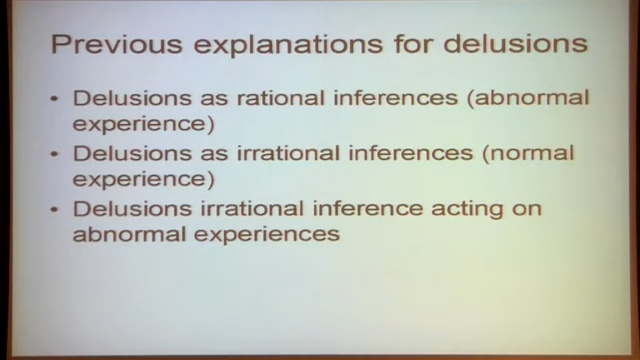 Previous explanations for delusions
• Delusions as rational inferences (abnormal
experience)
• Delusions as irrational inferences (normal
experience)
• Delusions irrational inference acting on
abnormal experiences